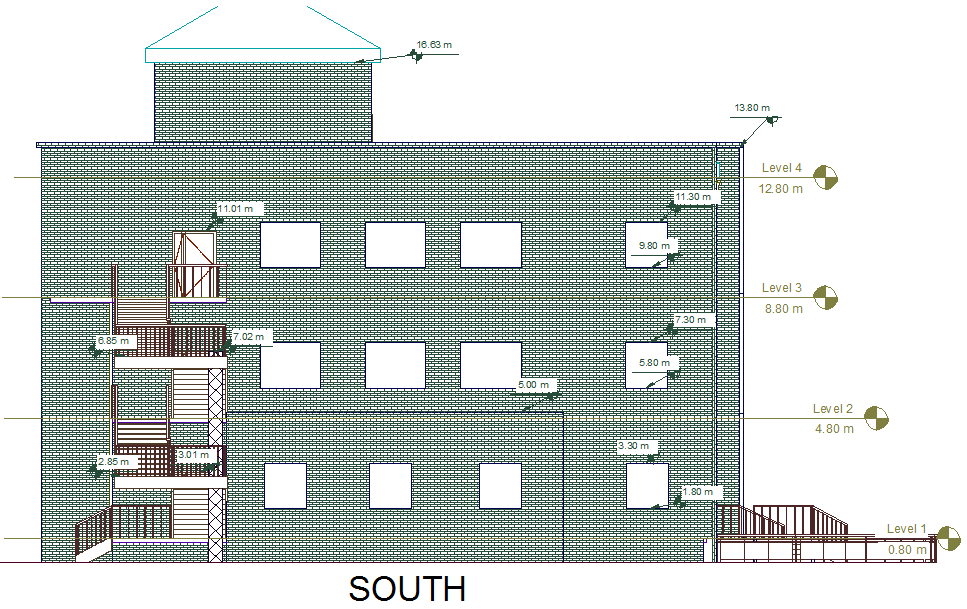 16.63 m
13.80 m
Level 4
12.80 m
11.30 m
11.01 m
9.80 m
Level 3
8.80 m
7.30 m
7.02 m
6.85 m
5.80 m
5.00 m
Level 2
4.80 m
3.30 m
3.01 m
2.85 m
1.80 m
Level 1
0.80 m
SOUTH